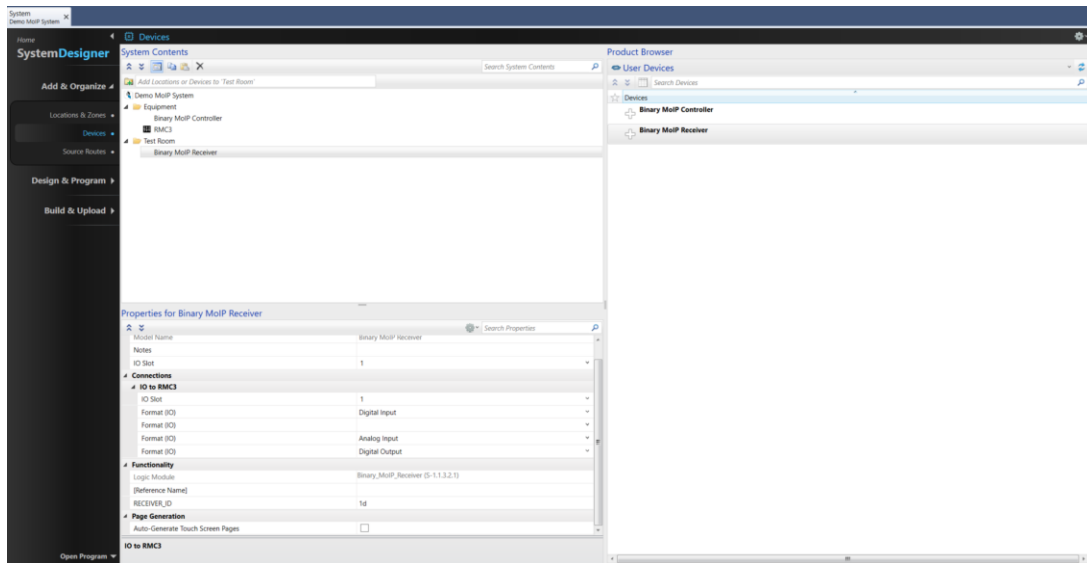 System
Demo MoIP System
Home
SystemDesigner
Add & Organize
Locations & Zones
Devices
Source Routes
Design & Program
Build & Upload
Open Program
Devices
System Contents
Search System Contents
Add Locations or Devices to 'Test Room'
Demo MoIP System
Equipment
Binary MoIP Controller
RMC3
Test Room
Binary MoIP Receiver
Properties for Binary MoIP Receiver
Search Properties
Model Name Binary MoIP Receiver
Notes
IO Slot 1
Connections
IO to RMC3
IO Slot 1
Format (IO) Digital Input
Format (IO)
Format (IO) Analog Input
Format (IO) Digital Output
Functionality
Logic Module Binary_MoIP_Receiver (S-1.1.3.2:1)
[Reference Name]
RECEIVER_ID 1d
Page Generation
Auto-Generate Touch Screen Pages
IO to RMC3
Product Browser
User Devices
Search Devices
Devices
Binary MoIP Controller
Binary MoIP Receiver